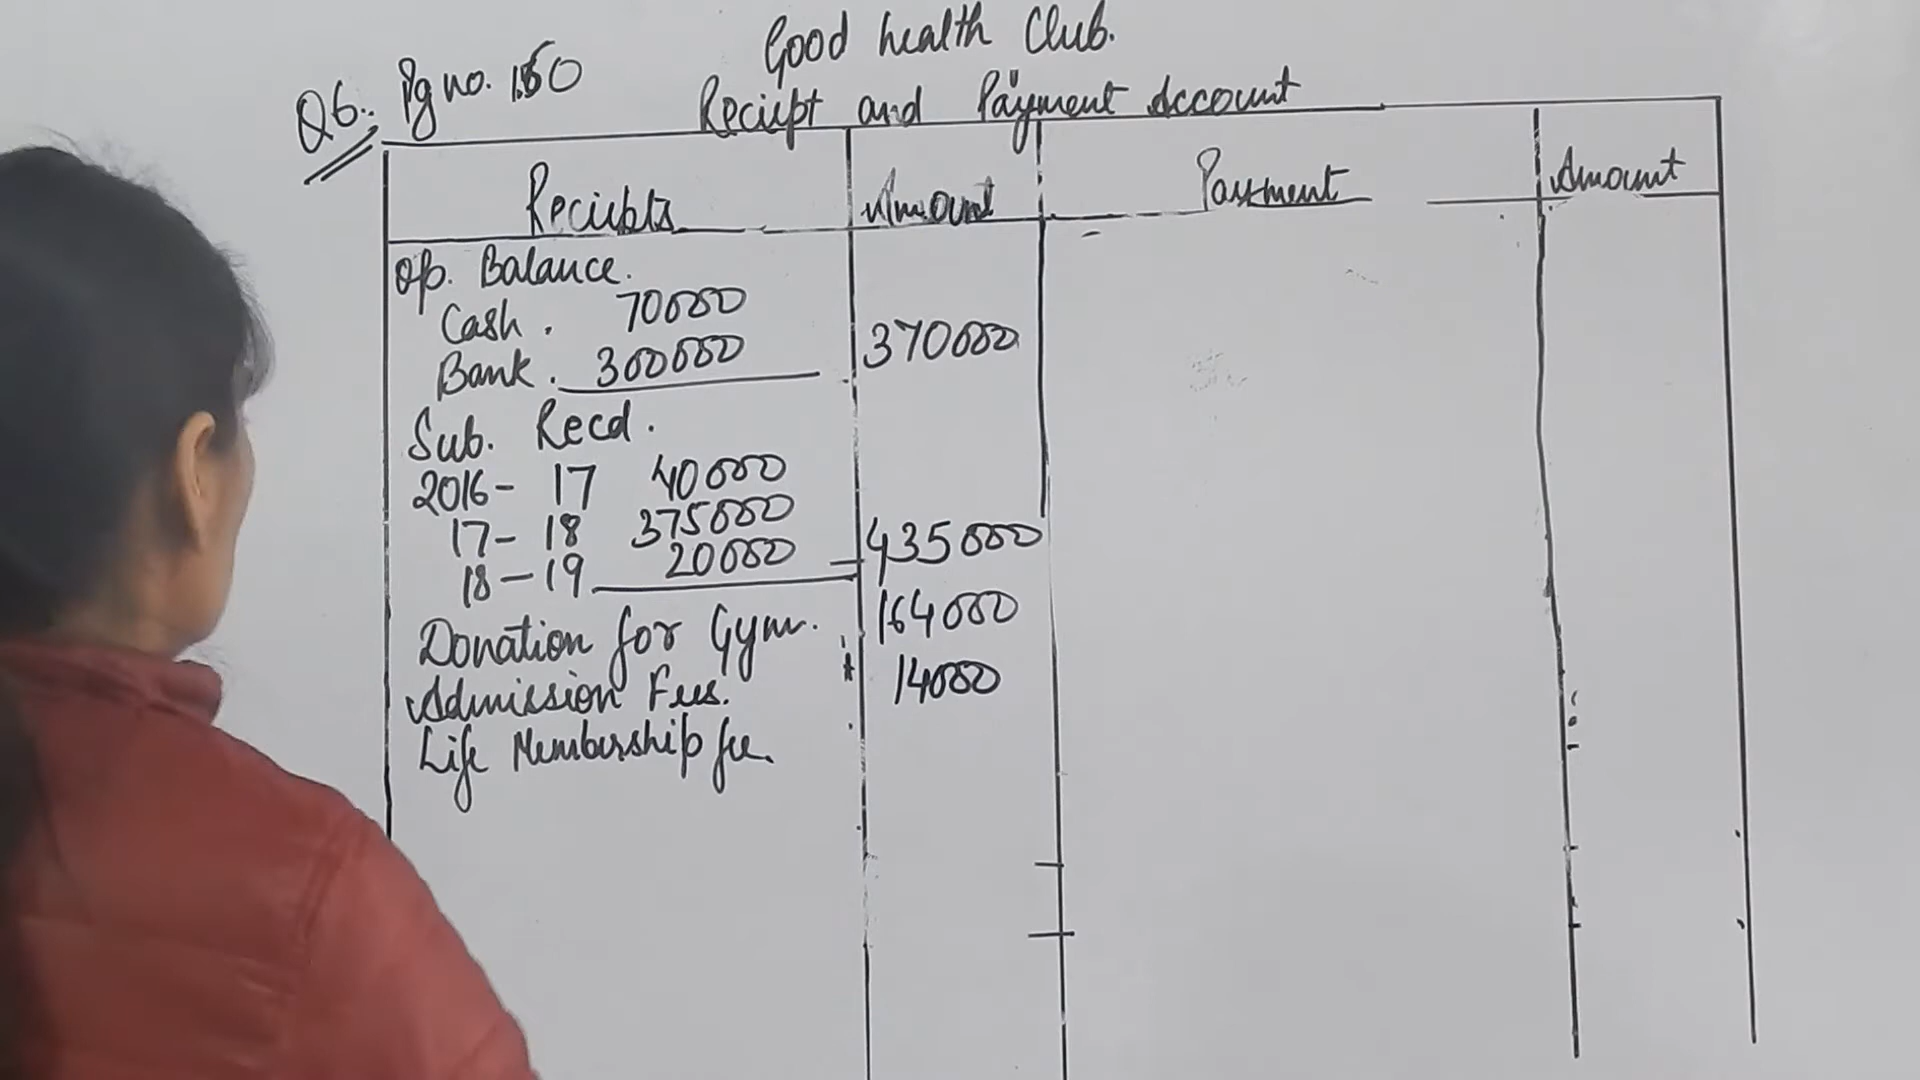 Good health Club.
Q6. Pg no. 1.60
Reciept and Payment Account
Reciepts Amount Payment Amount
Op. Balance.
Cash. 70000
Bank. 300000 370000
Sub. Recd.
2016-17 40000
17-18 375000
18-19 20000 435000
Donation for Gym. 164000
Admission Fees. 14000
Life Membership fee.